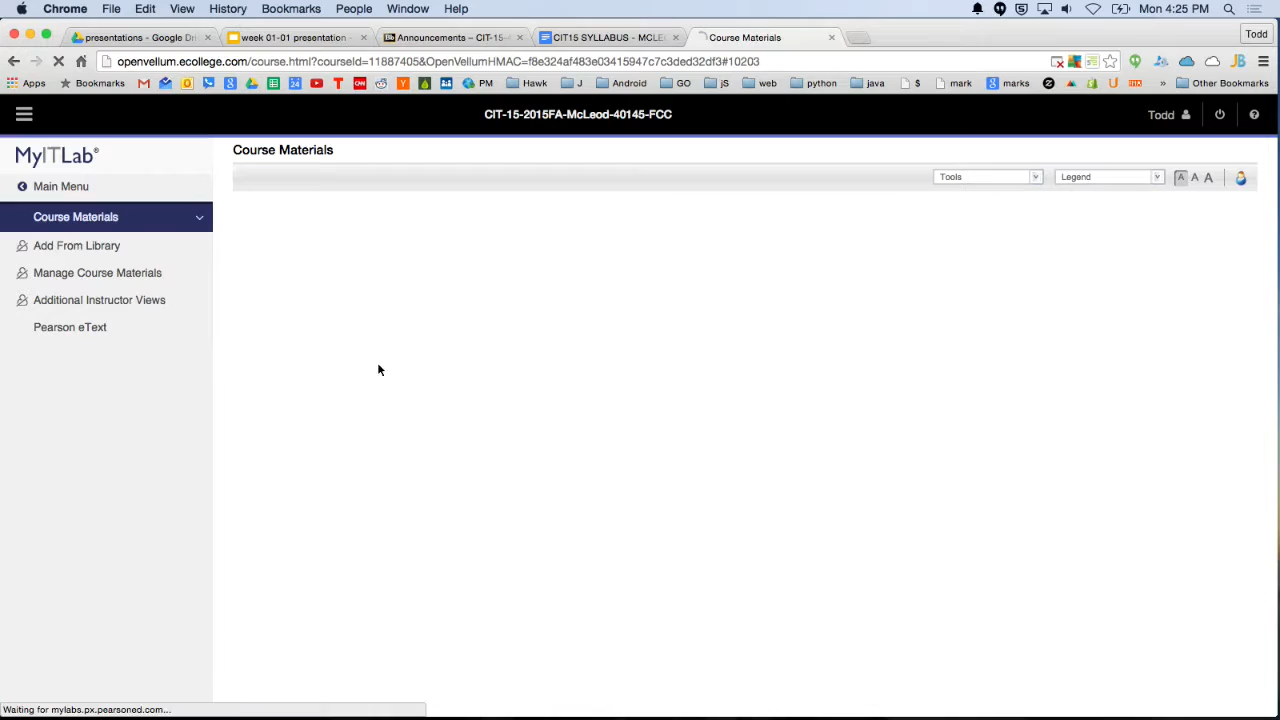 Chrome File Edit View History Bookmarks People Window Help Mon 4:25 PM
presentations - Google Dri week 01-01 presentation - Announcements – CIT-15- CIT15 SYLLABUS - MCLE Course Materials Todd
openvellum.ecollege.com/course.html?courseId=11887405&OpenVellumHMAC=f8e324af483e03415947c7c3ded32df3#10203
Apps Bookmarks Hawk J Android GO jS web python java $ mark marks » Other Bookmarks
CIT-15-2015FA-McLeod-40145-FCC Todd
MyITLab®
Course Materials
Main Menu
Tools Legend A A A
Course Materials
Add From Library
Manage Course Materials
Additional Instructor Views
Pearson eText
Waiting for mylabs.px.pearsoned.com...